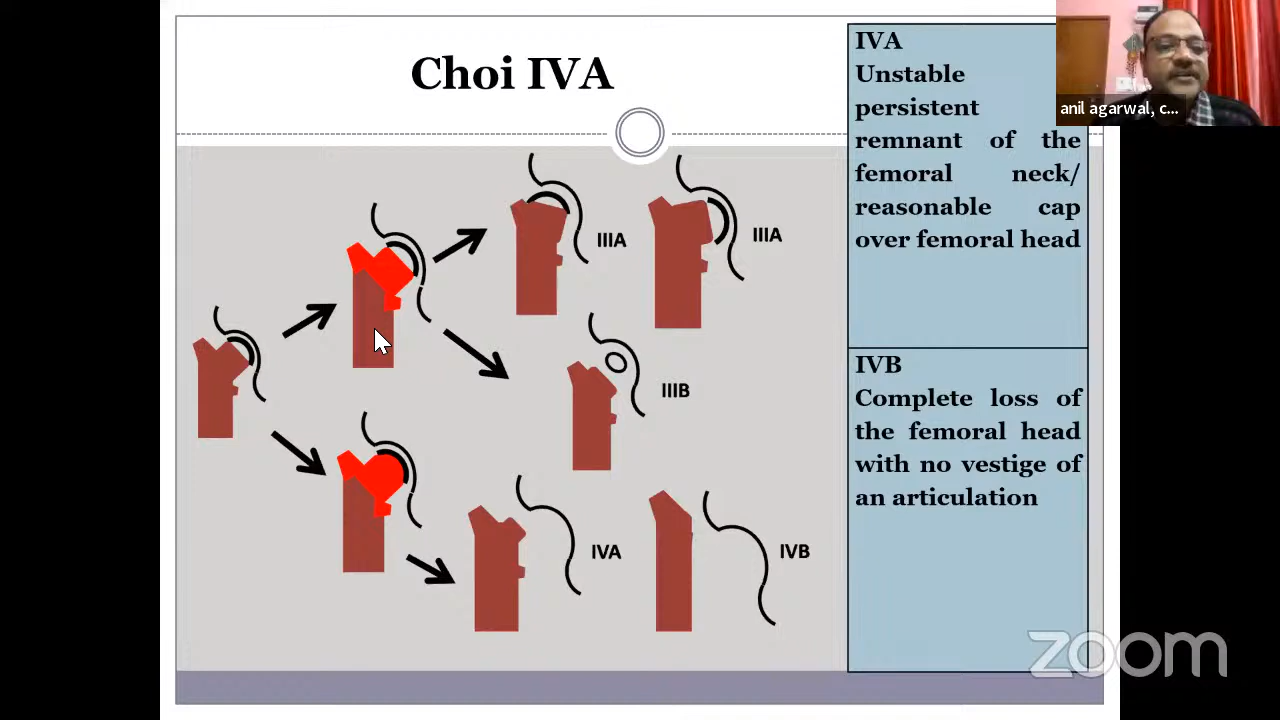 Choi IVA
IVA
Unstable
persistent
remnant of the
femoral neck/
reasonable cap
over femoral head
IVB
Complete loss of
the femoral head
with no vestige of
an articulation
IIIA
IIIA
IIIB
IVA
IVB
anil agarwal, c...
zoom